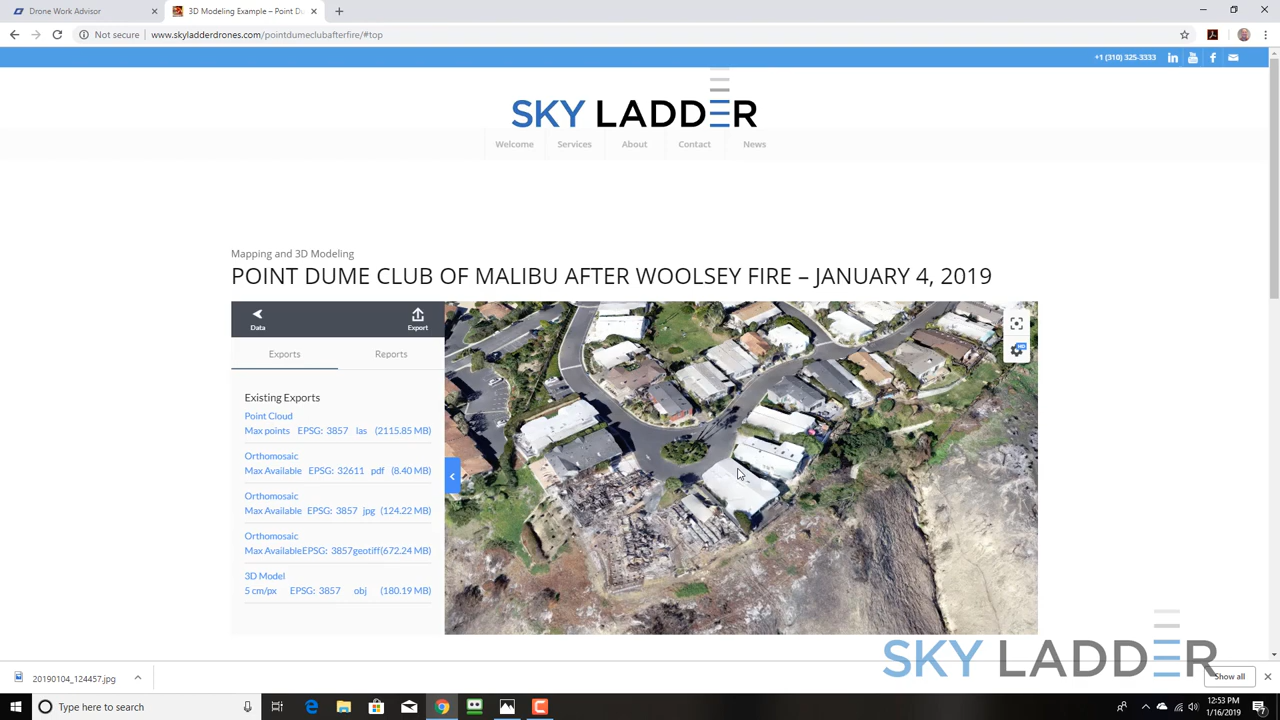 Drone Work Advisor
3D Modeling Example – Point Du
Not secure
www.skyladderdrones.com/pointdumeclubafterfire/#top
+1 (310) 325-3333
SKY LADDER
Welcome
Services
About
Contact
News
Mapping and 3D Modeling
POINT DUME CLUB OF MALIBU AFTER WOOLSEY FIRE – JANUARY 4, 2019
Data
Export
Exports
Reports
HD
Existing Exports
Point Cloud
Max points EPSG: 3857 las (2115.85 MB)
Orthomosaic
Max Available EPSG: 32611 pdf (8.40 MB)
Orthomosaic
Max Available EPSG: 3857 jpg (124.22 MB)
Orthomosaic
Max AvailableEPSG: 3857geotiff(672.24 MB)
3D Model
5 cm/px EPSG: 3857 obj (180.19 MB)
SKY LADDER
20190104_124457.jpg
Show all
Type here to search
12:53 PM
1/16/2019